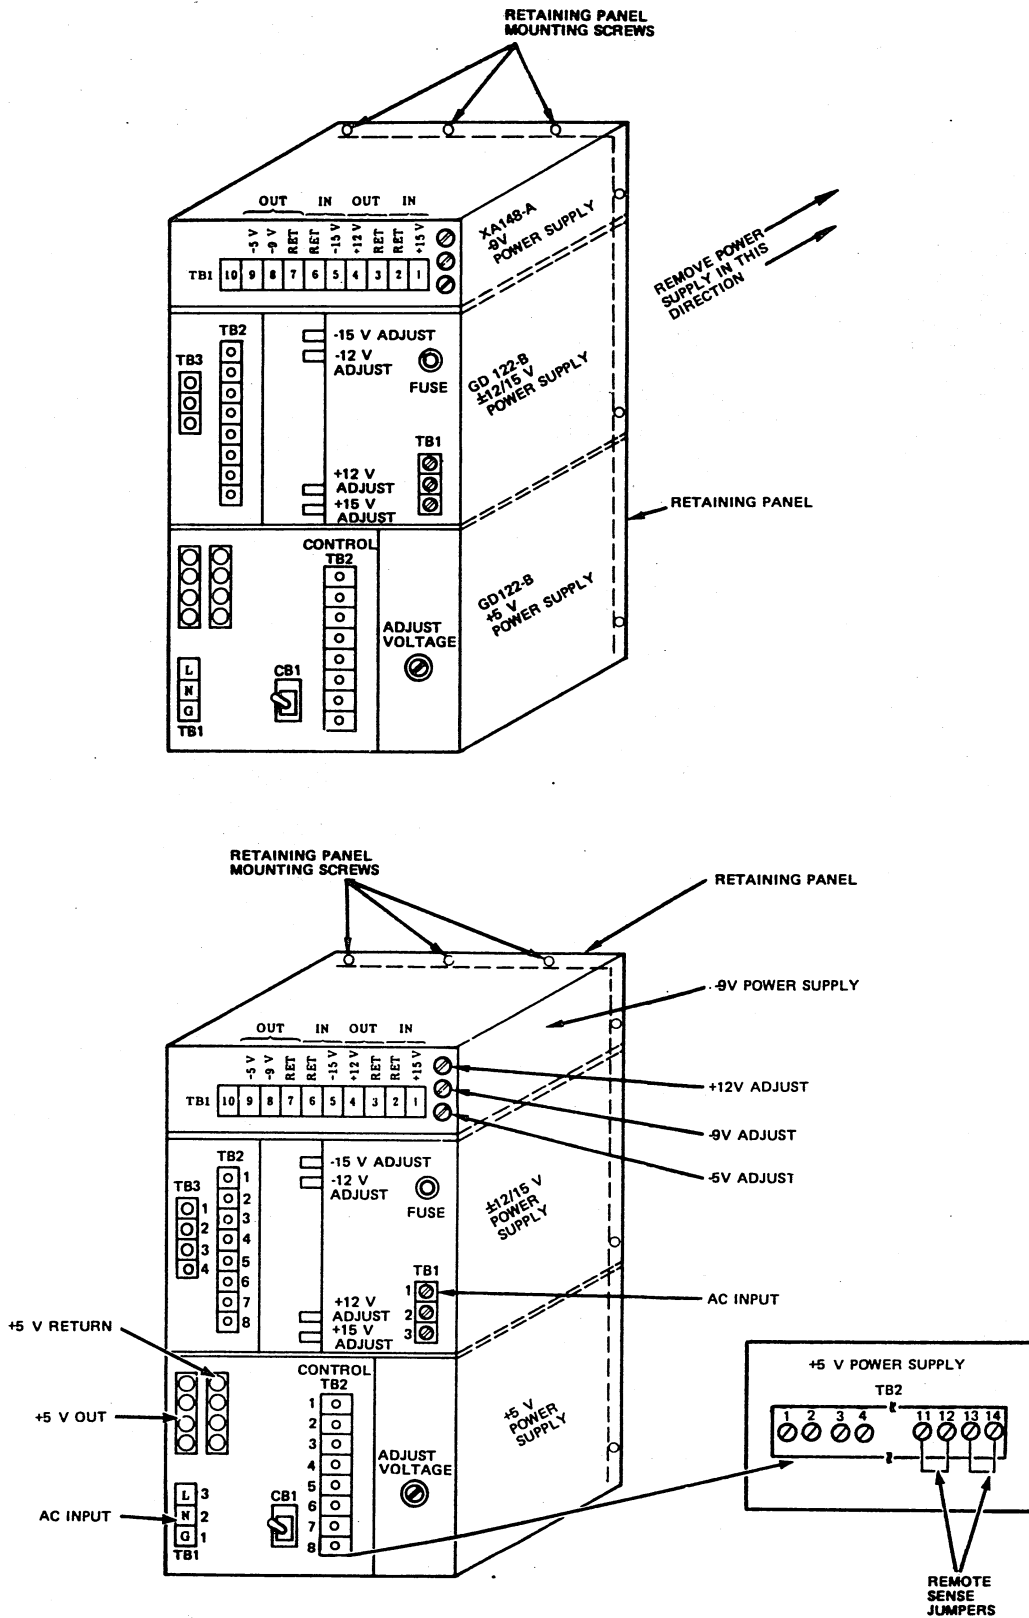 RETAINING PANEL
MOUNTING SCREWS
OUT IN OUT IN
-5 V -9 V RET RET -15 V +12 V RET RET +15 V
TB1 10 9 8 7 6 5 4 3 2 1
XA148-A
-9V
POWER SUPPLY
REMOVE POWER
SUPPLY IN THIS
DIRECTION
TB2
TB3
-15 V ADJUST
-12 V
ADJUST
FUSE
GD 122-B
±12/15 V
POWER SUPPLY
TB1
+12 V
ADJUST
+15 V
ADJUST
RETAINING PANEL
CONTROL
TB2
GD122-B
+5 V
POWER SUPPLY
ADJUST
VOLTAGE
L
N
G
TB1
CB1
RETAINING PANEL
MOUNTING SCREWS
RETAINING PANEL
-9V POWER SUPPLY
OUT IN OUT IN
-5 V -9 V RET RET -15 V +12 V RET RET +15 V
TB1 10 9 8 7 6 5 4 3 2 1
+12V ADJUST
-9V ADJUST
-5V ADJUST
TB2
1
2
3
4
5
6
7
8
TB3
1
2
3
4
-15 V ADJUST
-12 V
ADJUST
FUSE
±12/15 V
POWER
SUPPLY
TB1
1
2
3
AC INPUT
+12 V
ADJUST
+15 V
ADJUST
+5 V RETURN
+5 V OUT
CONTROL
TB2
1
2
3
4
5
6
7
8
+5 V
POWER
SUPPLY
ADJUST
VOLTAGE
AC INPUT
L 3
N 2
G 1
TB1
CB1
+5 V POWER SUPPLY
TB2
1 2 3 4 11 12 13 14
REMOTE
SENSE
JUMPERS